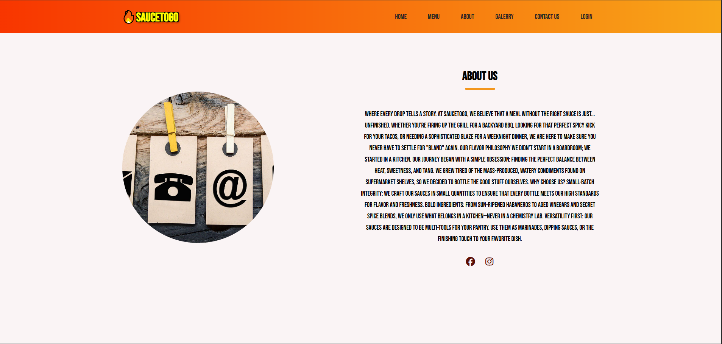 SAUCETOGO
HOME MENU ABOUT GALERRY CONTACT US LOGIN
ABOUT US
WHERE EVERY DROP TELLS A STORY. AT SAUCETOGO, WE BELIEVE THAT A MEAL WITHOUT THE RIGHT SAUCE IS JUST...
UNFINISHED. WHETHER YOU'RE FIRING UP THE GRILL FOR A BACKYARD BBQ, LOOKING FOR THAT PERFECT SPICY KICK
FOR YOUR TACOS, OR NEEDING A SOPHISTICATED GLAZE FOR A WEEKNIGHT DINNER, WE ARE HERE TO MAKE SURE YOU
NEVER HAVE TO SETTLE FOR "BLAND" AGAIN. OUR FLAVOR PHILOSOPHY WE DIDN'T START IN A BOARDROOM; WE
STARTED IN A KITCHEN. OUR JOURNEY BEGAN WITH A SIMPLE OBSESSION: FINDING THE PERFECT BALANCE BETWEEN
HEAT, SWEETNESS, AND TANG. WE GREW TIRED OF THE MASS-PRODUCED, WATERY CONDIMENTS FOUND ON
SUPERMARKET SHELVES, SO WE DECIDED TO BOTTLE THE GOOD STUFF OURSELVES. WHY CHOOSE US? SMALL-BATCH
INTEGRITY: WE CRAFT OUR SAUCES IN SMALL QUANTITIES TO ENSURE THAT EVERY BOTTLE MEETS OUR HIGH STANDARDS
FOR FLAVOR AND FRESHNESS. BOLD INGREDIENTS: FROM SUN-RIPENED HABANEROS TO AGED VINEGARS AND SECRET
SPICE BLENDS, WE ONLY USE WHAT BELONGS IN A KITCHEN—NEVER IN A CHEMISTRY LAB. VERSATILITY FIRST: OUR
SAUCES ARE DESIGNED TO BE MULTI-TOOLS FOR YOUR PANTRY. USE THEM AS MARINADES, DIPPING SAUCES, OR THE
FINISHING TOUCH TO YOUR FAVORITE DISH.
@